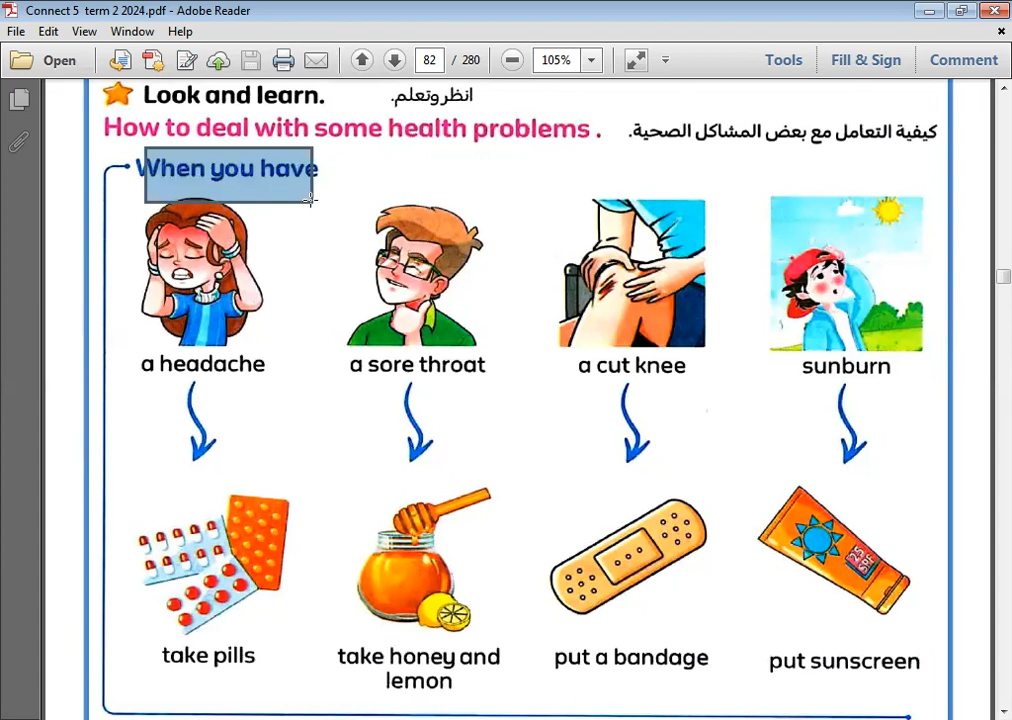 Connect 5 term 2 2024.pdf - Adobe Reader
File Edit View Window Help
Open 82 / 280 105% Tools Fill & Sign Comment
Look and learn. انظر وتعلم.
How to deal with some health problems . كيفية التعامل مع بعض المشاكل الصحية.
When you have
a headache a sore throat a cut knee sunburn
25 SPF
take pills take honey and lemon put a bandage put sunscreen